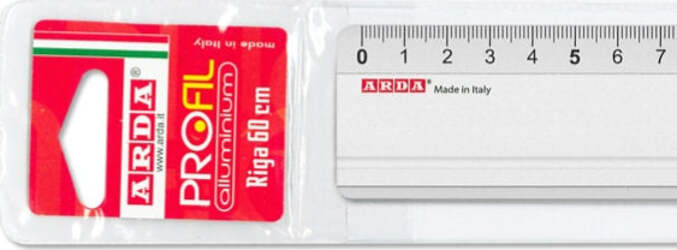 made in Italy
ARDA®
www.arda.it
PROFIL
alluminium
Riga 60 cm
0 1 2 3 4 5 6 7
ARDA® Made in Italy